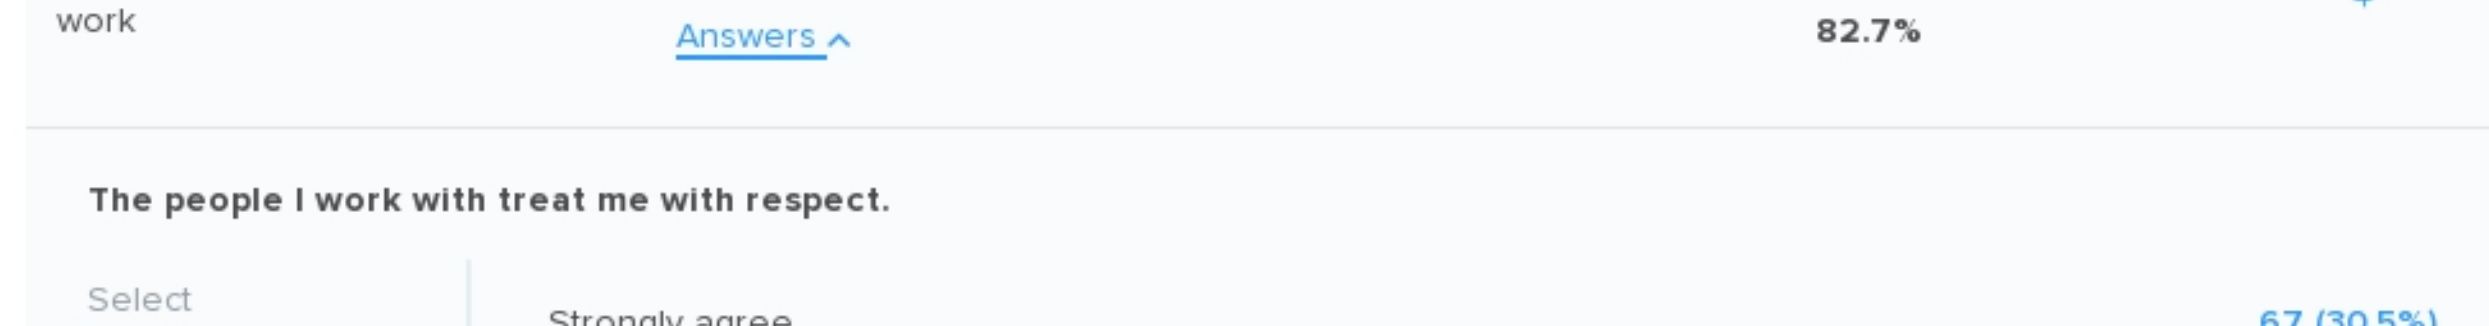 work
Answers
82.7%
The people I work with treat me with respect.
Select
Strongly agree
67 (30.5%)